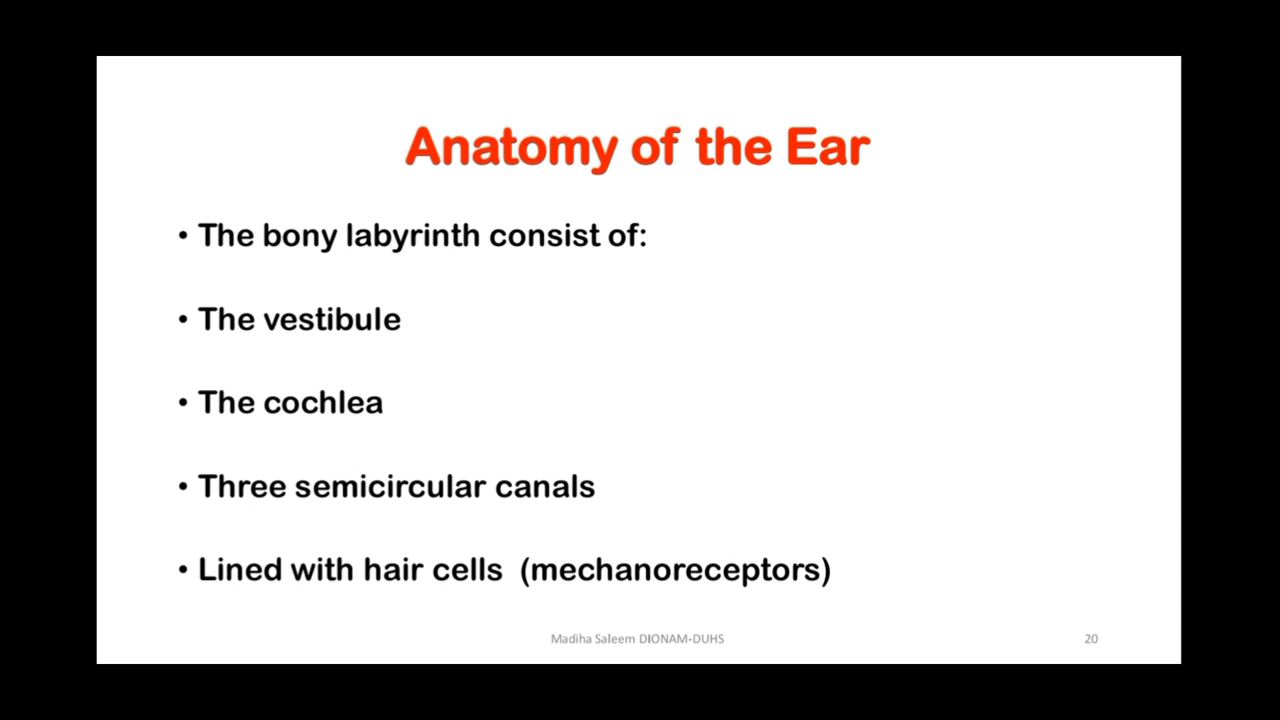 Anatomy of the Ear
• The bony labyrinth consist of:
• The vestibule
• The cochlea
• Three semicircular canals
• Lined with hair cells  (mechanoreceptors)
Madiha Saleem DIONAM-DUHS
20